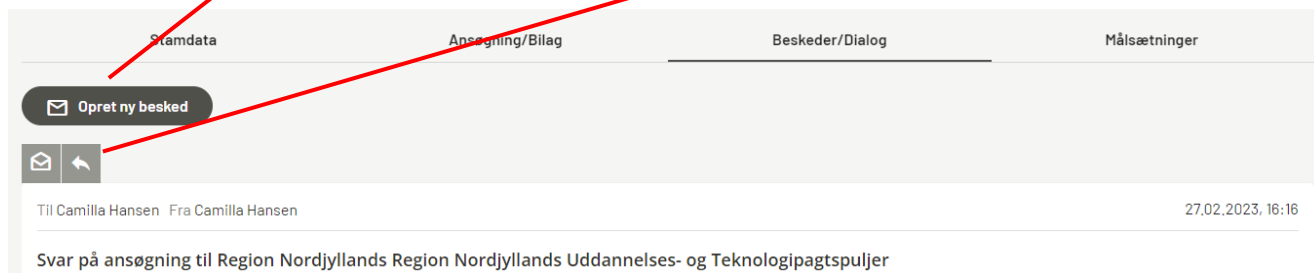 Stamdata Ansøgning/Bilag Beskeder/Dialog Målsætninger
Opret ny besked
Til Camilla Hansen Fra Camilla Hansen 27.02.2023, 16:16
Svar på ansøgning til Region Nordjyllands Region Nordjyllands Uddannelses- og Teknologipagtspuljer